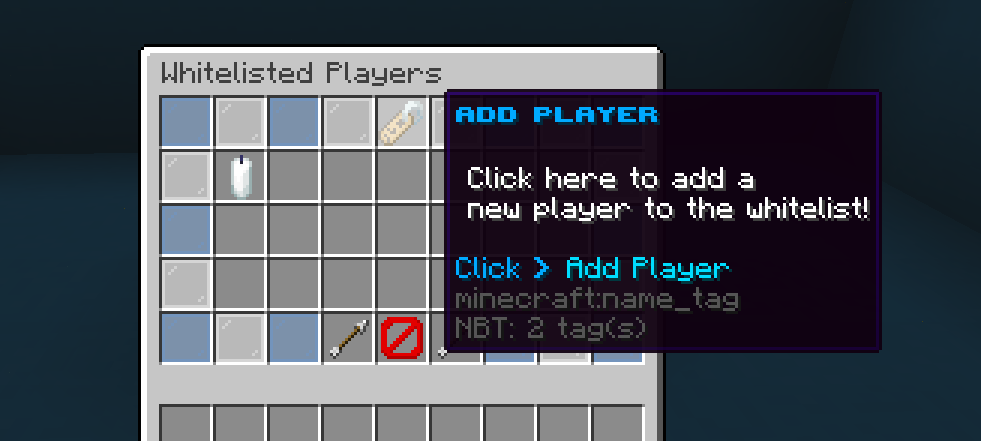 Whitelisted Players
ADD PLAYER
Click here to add a
new player to the whitelist!
Click > Add Player
minecraft:name_tag
NBT: 2 tag(s)